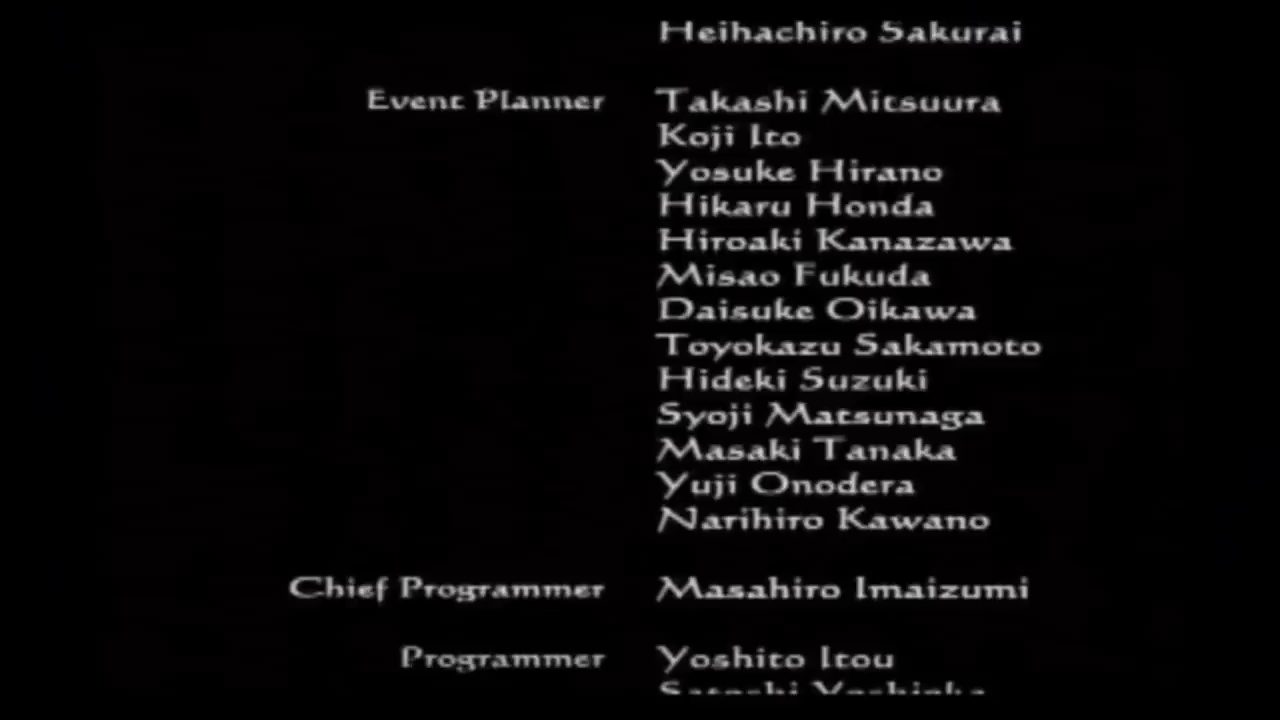 Heihachiro Sakurai
Event Planner Takashi Mitsuura
Koji Ito
Yosuke Hirano
Hikaru Honda
Hiroaki Kanazawa
Misao Fukuda
Daisuke Oikawa
Toyokazu Sakamoto
Hideki Suzuki
Syoji Matsunaga
Masaki Tanaka
Yuji Onodera
Narihiro Kawano
Chief Programmer Masahiro Imaizumi
Programmer Yoshito Itou
Satoshi